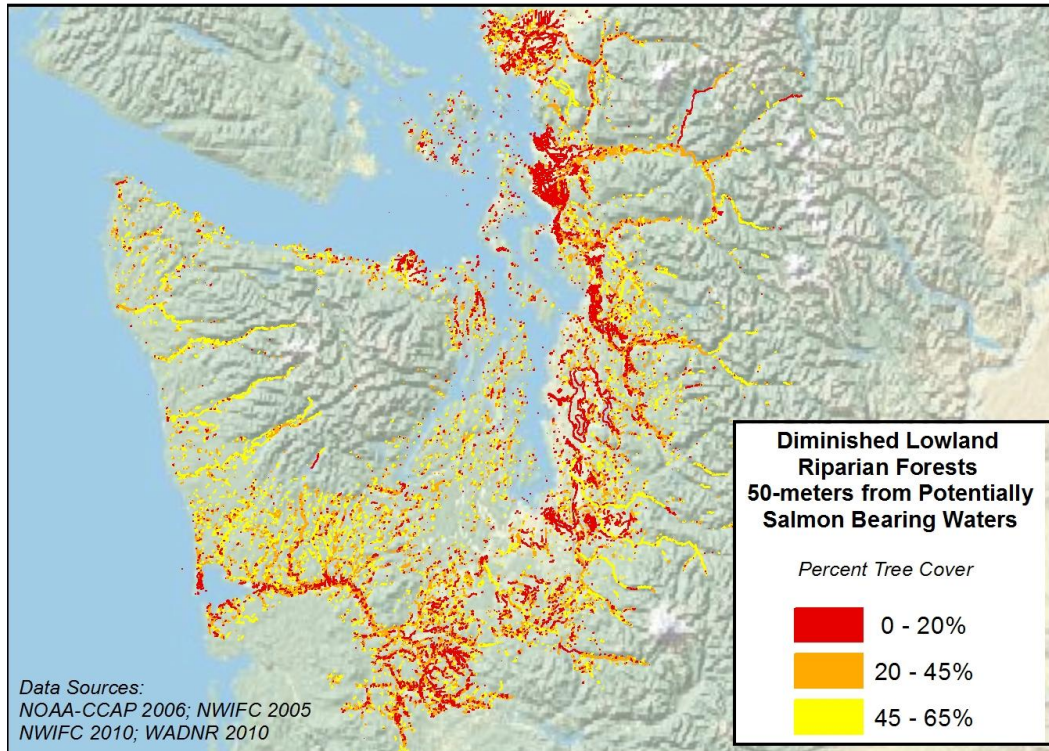 Diminished Lowland
Riparian Forests
50-meters from Potentially
Salmon Bearing Waters
Percent Tree Cover
0 - 20%
20 - 45%
45 - 65%
Data Sources:
NOAA-CCAP 2006; NWIFC 2005
NWIFC 2010; WADNR 2010